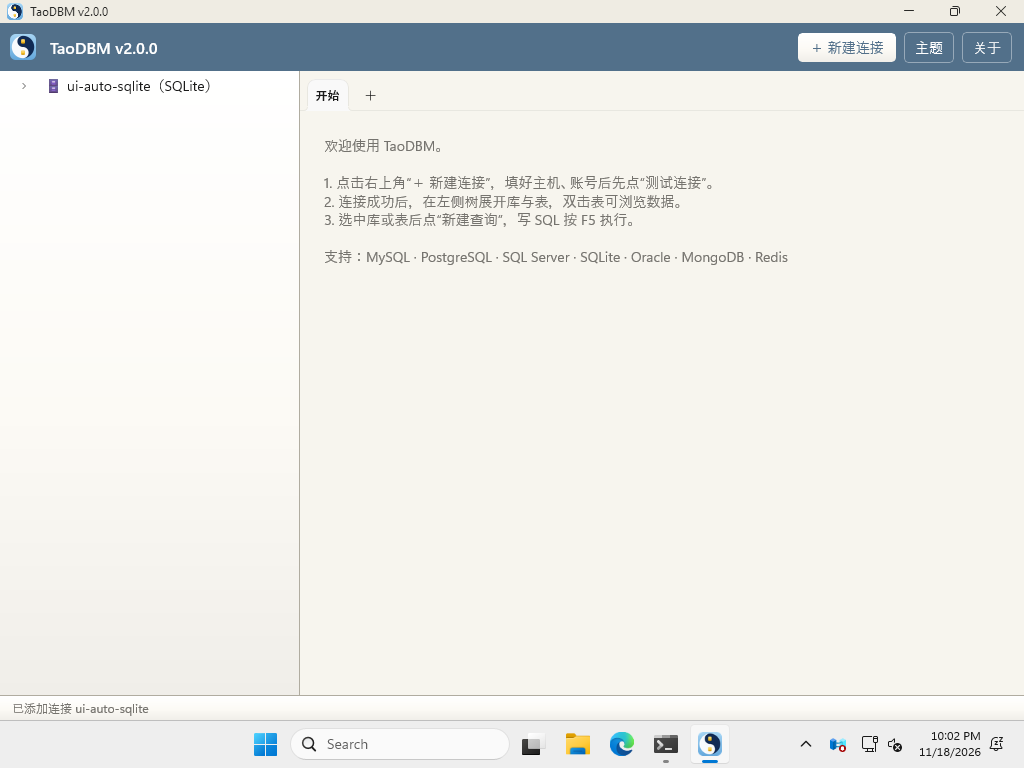 TaoDBM v2.0.0
TaoDBM v2.0.0
＋ 新建连接
主题
关于
ui-auto-sqlite（SQLite）
开始
欢迎使用 TaoDBM。
1. 点击右上角“＋ 新建连接”，填好主机、账号后先点“测试连接”。
2. 连接成功后，在左侧树展开库与表，双击表可浏览数据。
3. 选中库或表后点“新建查询”，写 SQL 按 F5 执行。
支持：MySQL · PostgreSQL · SQL Server · SQLite · Oracle · MongoDB · Redis
已添加连接 ui-auto-sqlite
Search
10:02 PM
11/18/2026